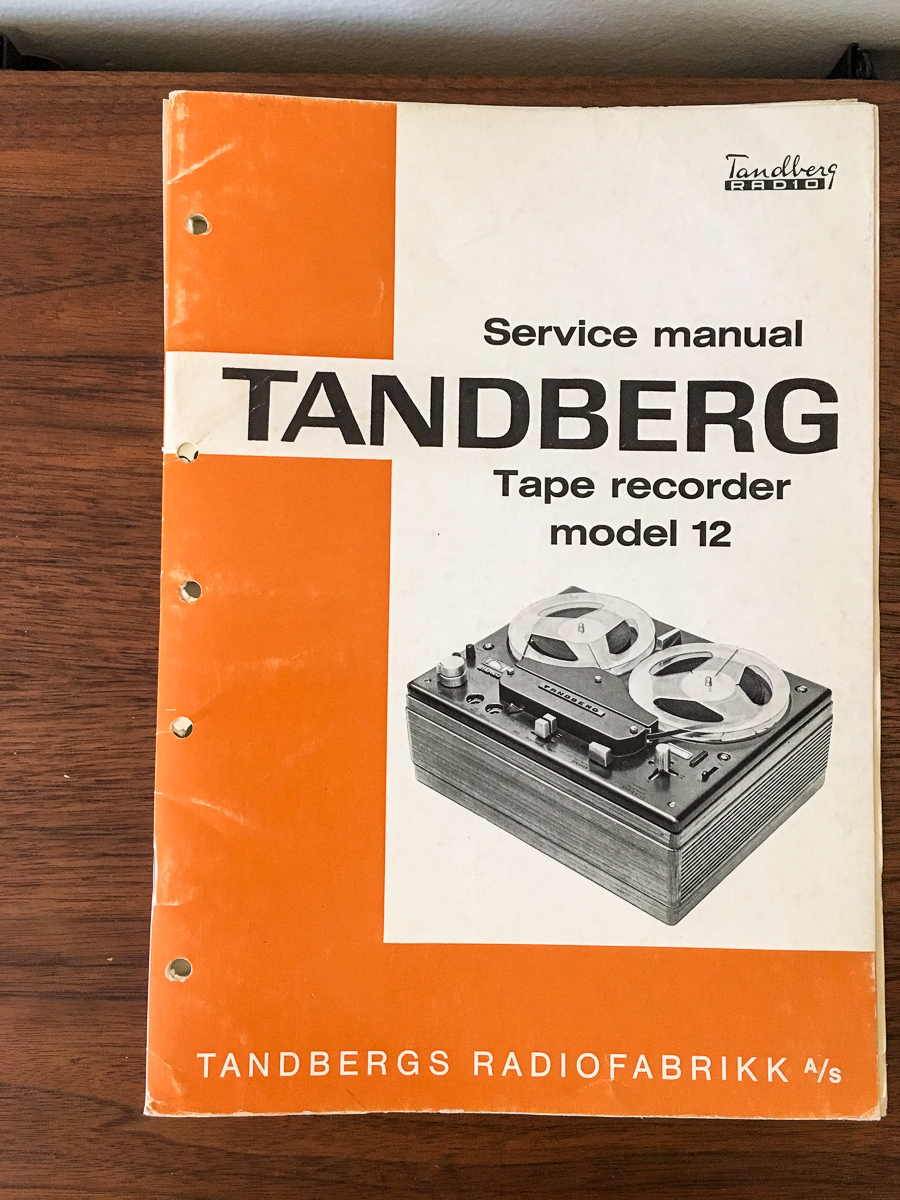 Tandberg
RADIO
Service manual
TANDBERG
Tape recorder
model 12
TANDBERG
TANDBERGS RADIOFABRIKK A/S